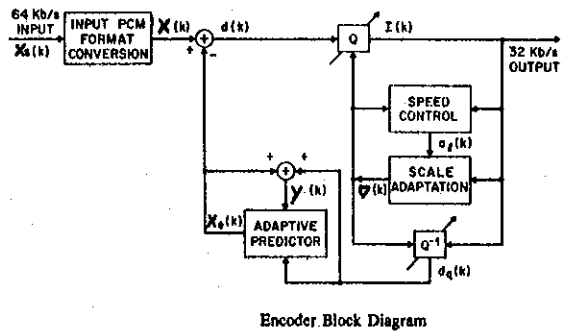 64 Kb/s
INPUT
Xs(k)
INPUT PCM
FORMAT
CONVERSION
X(k)
+
+
-
d(k)
Q
I(k)
32 Kb/s
OUTPUT
SPEED
CONTROL
aℓ(k)
SCALE
ADAPTATION
(k)
+
+
+
Y(k)
Xe(k)
ADAPTIVE
PREDICTOR
Q⁻¹
dq(k)
Encoder Block Diagram